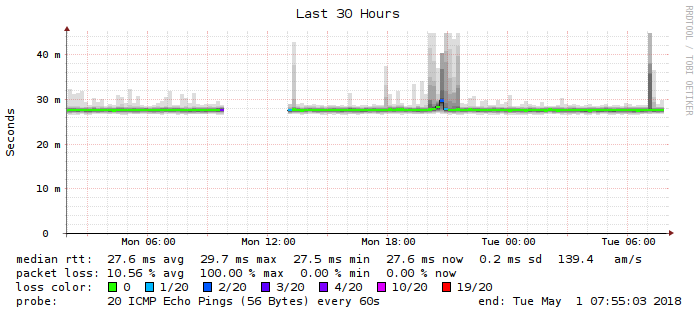 Last 30 Hours
RRDTOOL / TOBI OETIKER
Seconds
40 m
30 m
20 m
10 m
0
Mon 06:00 Mon 12:00 Mon 18:00 Tue 00:00 Tue 06:00
median rtt: 27.6 ms avg 29.7 ms max 27.5 ms min 27.6 ms now 0.2 ms sd 139.4 am/s
packet loss: 10.56 % avg 100.00 % max 0.00 % min 0.00 % now
loss color: 0 1/20 2/20 3/20 4/20 10/20 19/20
probe: 20 ICMP Echo Pings (56 Bytes) every 60s end: Tue May 1 07:55:03 2018